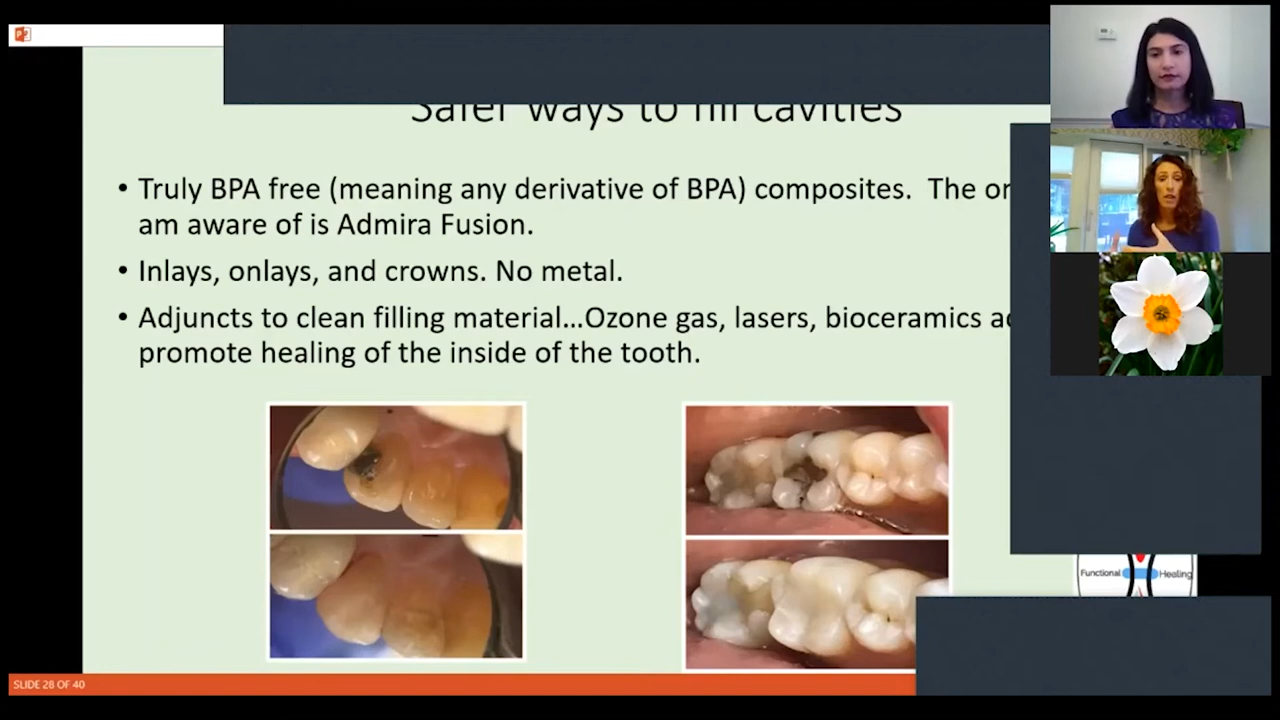 Safer ways to fill cavities
• Truly BPA free (meaning any derivative of BPA) composites. The
am aware of is Admira Fusion.
• Inlays, onlays, and crowns. No metal.
• Adjuncts to clean filling material...Ozone gas, lasers, bioceramics
promote healing of the inside of the tooth.
Functional Healing
SLIDE 28 OF 40